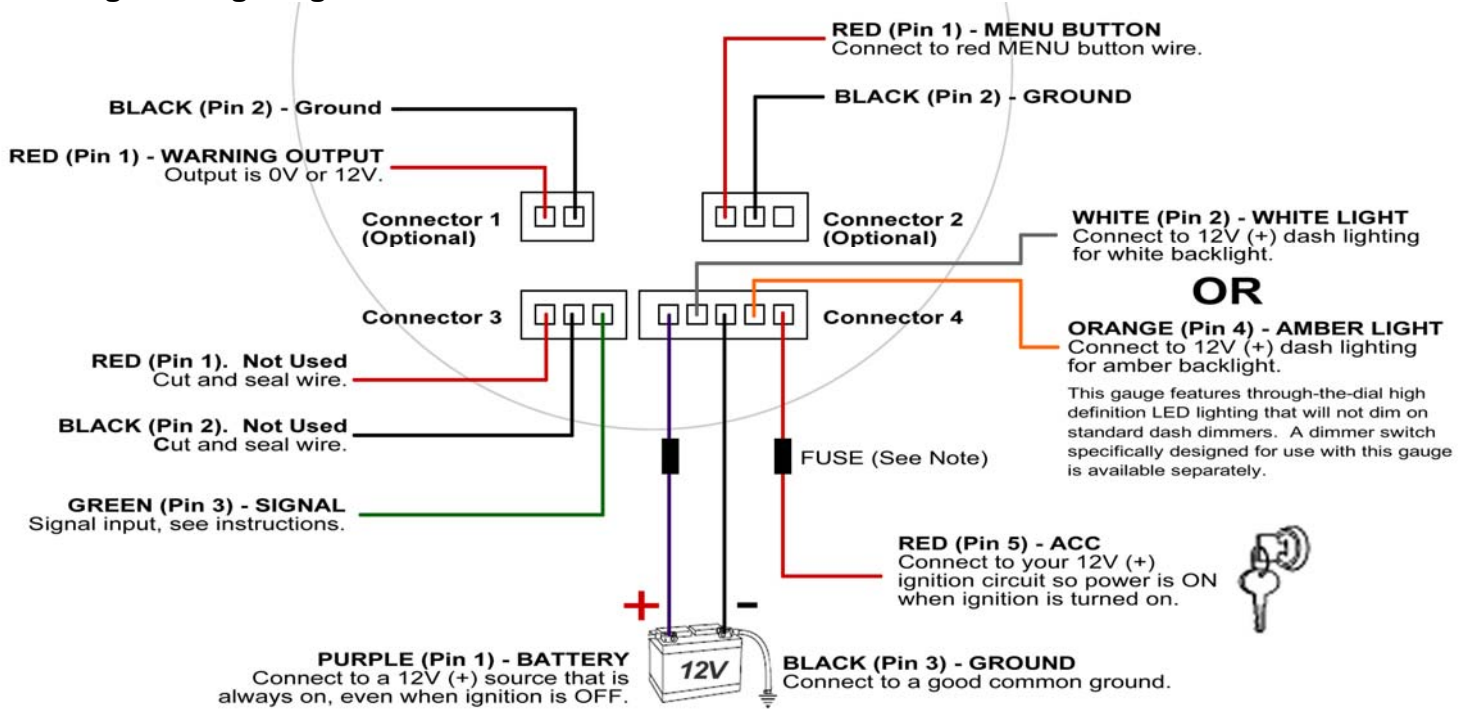 RED (Pin 1) - MENU BUTTON
Connect to red MENU button wire.
BLACK (Pin 2) - Ground
BLACK (Pin 2) - GROUND
RED (Pin 1) - WARNING OUTPUT
Output is 0V or 12V.
Connector 1
(Optional)
Connector 2
(Optional)
WHITE (Pin 2) - WHITE LIGHT
Connect to 12V (+) dash lighting
for white backlight.
OR
Connector 3
Connector 4
ORANGE (Pin 4) - AMBER LIGHT
Connect to 12V (+) dash lighting
for amber backlight.
This gauge features through-the-dial high
definition LED lighting that will not dim on
standard dash dimmers. A dimmer switch
specifically designed for use with this gauge
is available separately.
RED (Pin 1). Not Used
Cut and seal wire.
BLACK (Pin 2). Not Used
Cut and seal wire.
FUSE (See Note)
GREEN (Pin 3) - SIGNAL
Signal input, see instructions.
RED (Pin 5) - ACC
Connect to your 12V (+)
ignition circuit so power is ON
when ignition is turned on.
+ -
12V
PURPLE (Pin 1) - BATTERY
Connect to a 12V (+) source that is
always on, even when ignition is OFF.
BLACK (Pin 3) - GROUND
Connect to a good common ground.